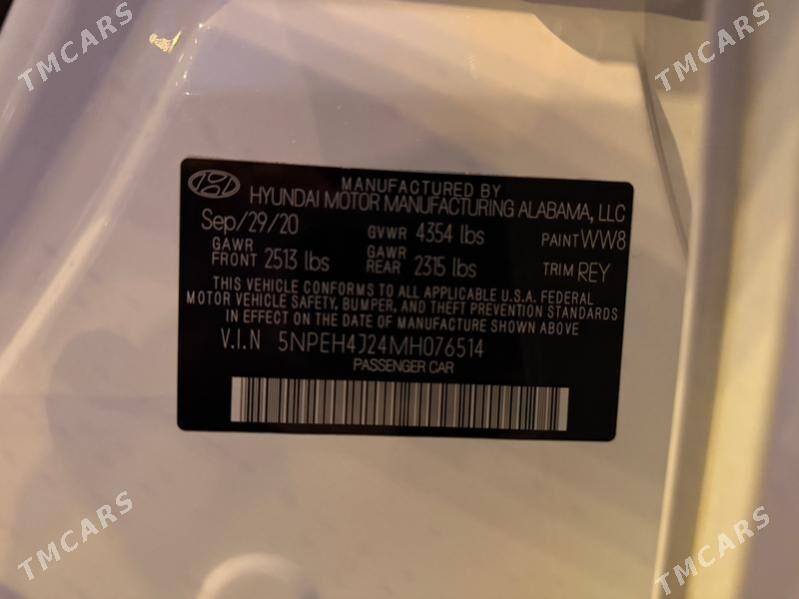 TMCARS
TMCARS
MANUFACTURED BY
HYUNDAI MOTOR MANUFACTURING ALABAMA, LLC
Sep/29/20 GVWR 4354 lbs PAINT WW8
GAWR FRONT 2513 lbs GAWR REAR 2315 lbs TRIM REY
THIS VEHICLE CONFORMS TO ALL APPLICABLE U.S.A. FEDERAL
MOTOR VEHICLE SAFETY, BUMPER, AND THEFT PREVENTION STANDARDS
IN EFFECT ON THE DATE OF MANUFACTURE SHOWN ABOVE
V.I.N 5NPEH4J24MH076514
PASSENGER CAR
TMCARS
TMCARS